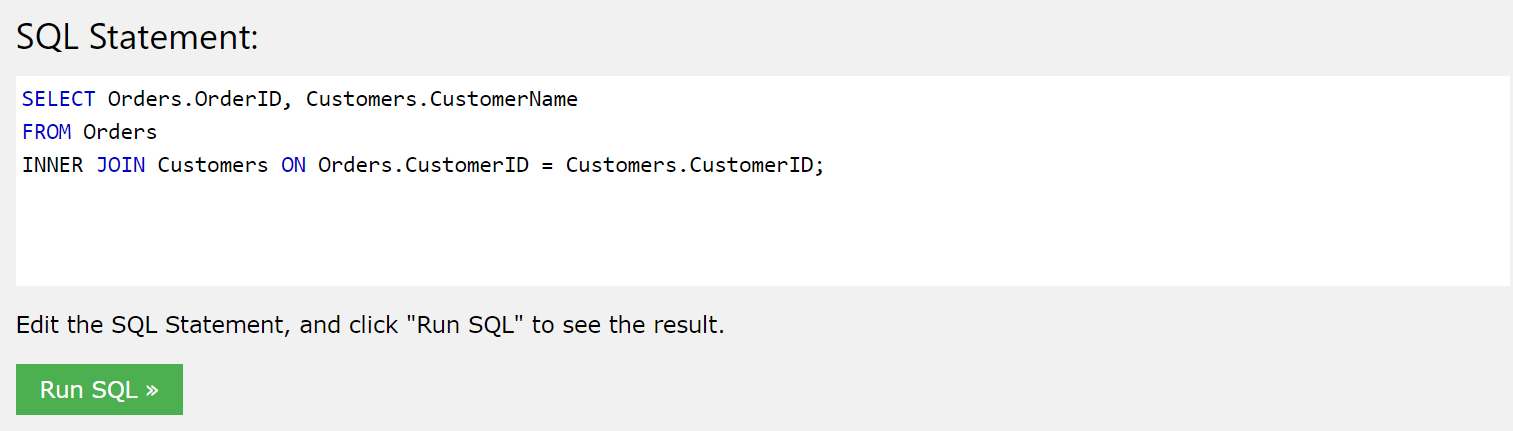 SQL Statement:
SELECT Orders.OrderID, Customers.CustomerName
FROM Orders
INNER JOIN Customers ON Orders.CustomerID = Customers.CustomerID;
Edit the SQL Statement, and click "Run SQL" to see the result.
Run SQL »